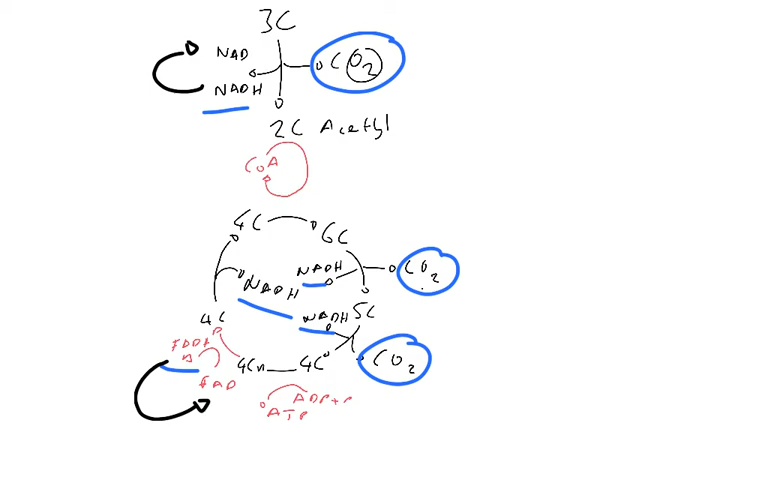 3C
NAD
CO2
NADH
2C Acetyl
CoA
4C
6C
NADH
CO2
NADH
NADH
5C
4C
4C
4C
CO2
FAD
ADP+P
ATP